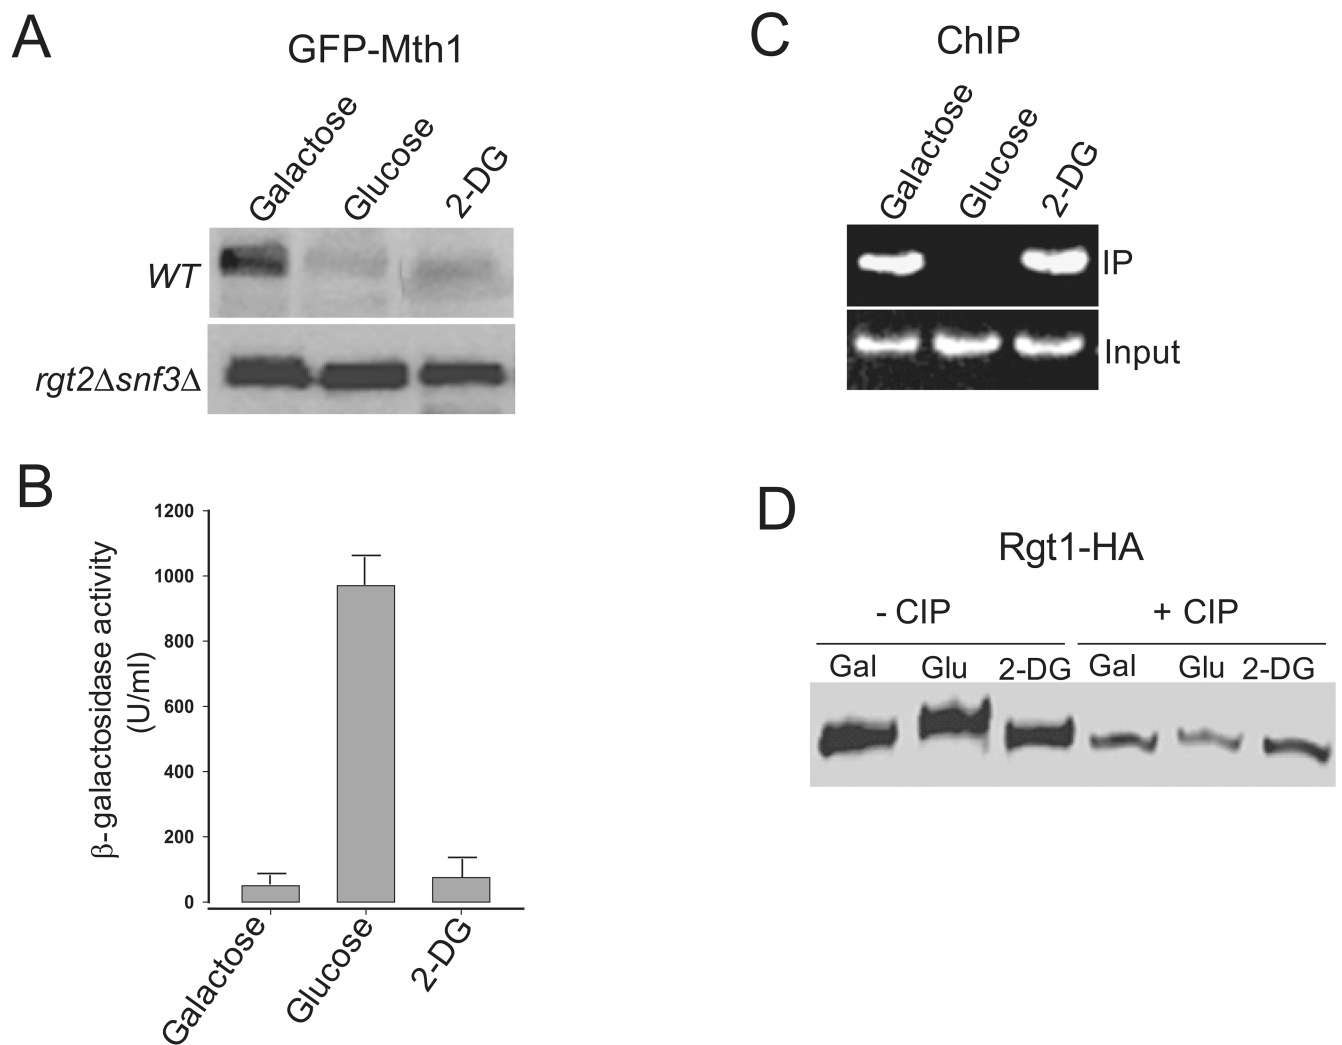 A
GFP-Mth1
Galactose
Glucose
2-DG
WT
rgt2Δsnf3Δ
B
β-galactosidase activity
(U/ml)
1200
1000
800
600
400
200
0
Galactose
Glucose
2-DG
C
ChIP
Galactose
Glucose
2-DG
IP
Input
D
Rgt1-HA
- CIP
+ CIP
Gal Glu 2-DG Gal Glu 2-DG